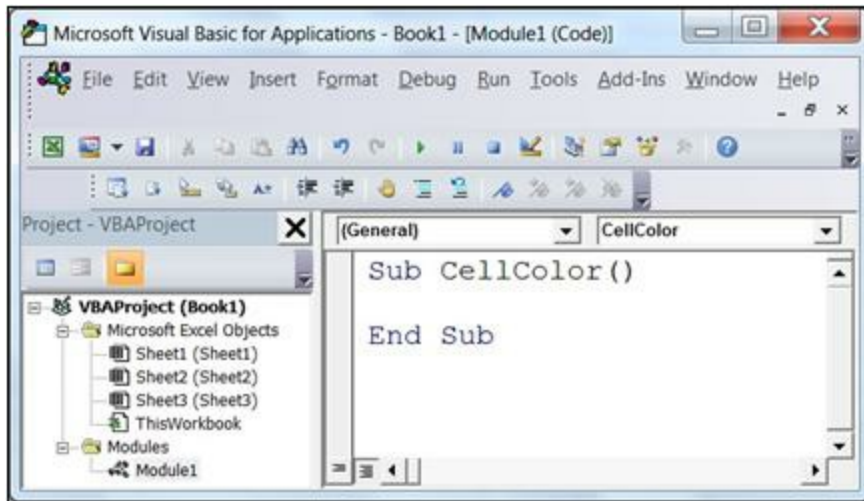 Microsoft Visual Basic for Applications - Book1 - [Module1 (Code)]
File Edit View Insert Format Debug Run Tools Add-Ins Window Help
Project - VBAProject
(General) CellColor
VBAProject (Book1)
Microsoft Excel Objects
Sheet1 (Sheet1)
Sheet2 (Sheet2)
Sheet3 (Sheet3)
ThisWorkbook
Modules
Module1
Sub CellColor()
End Sub